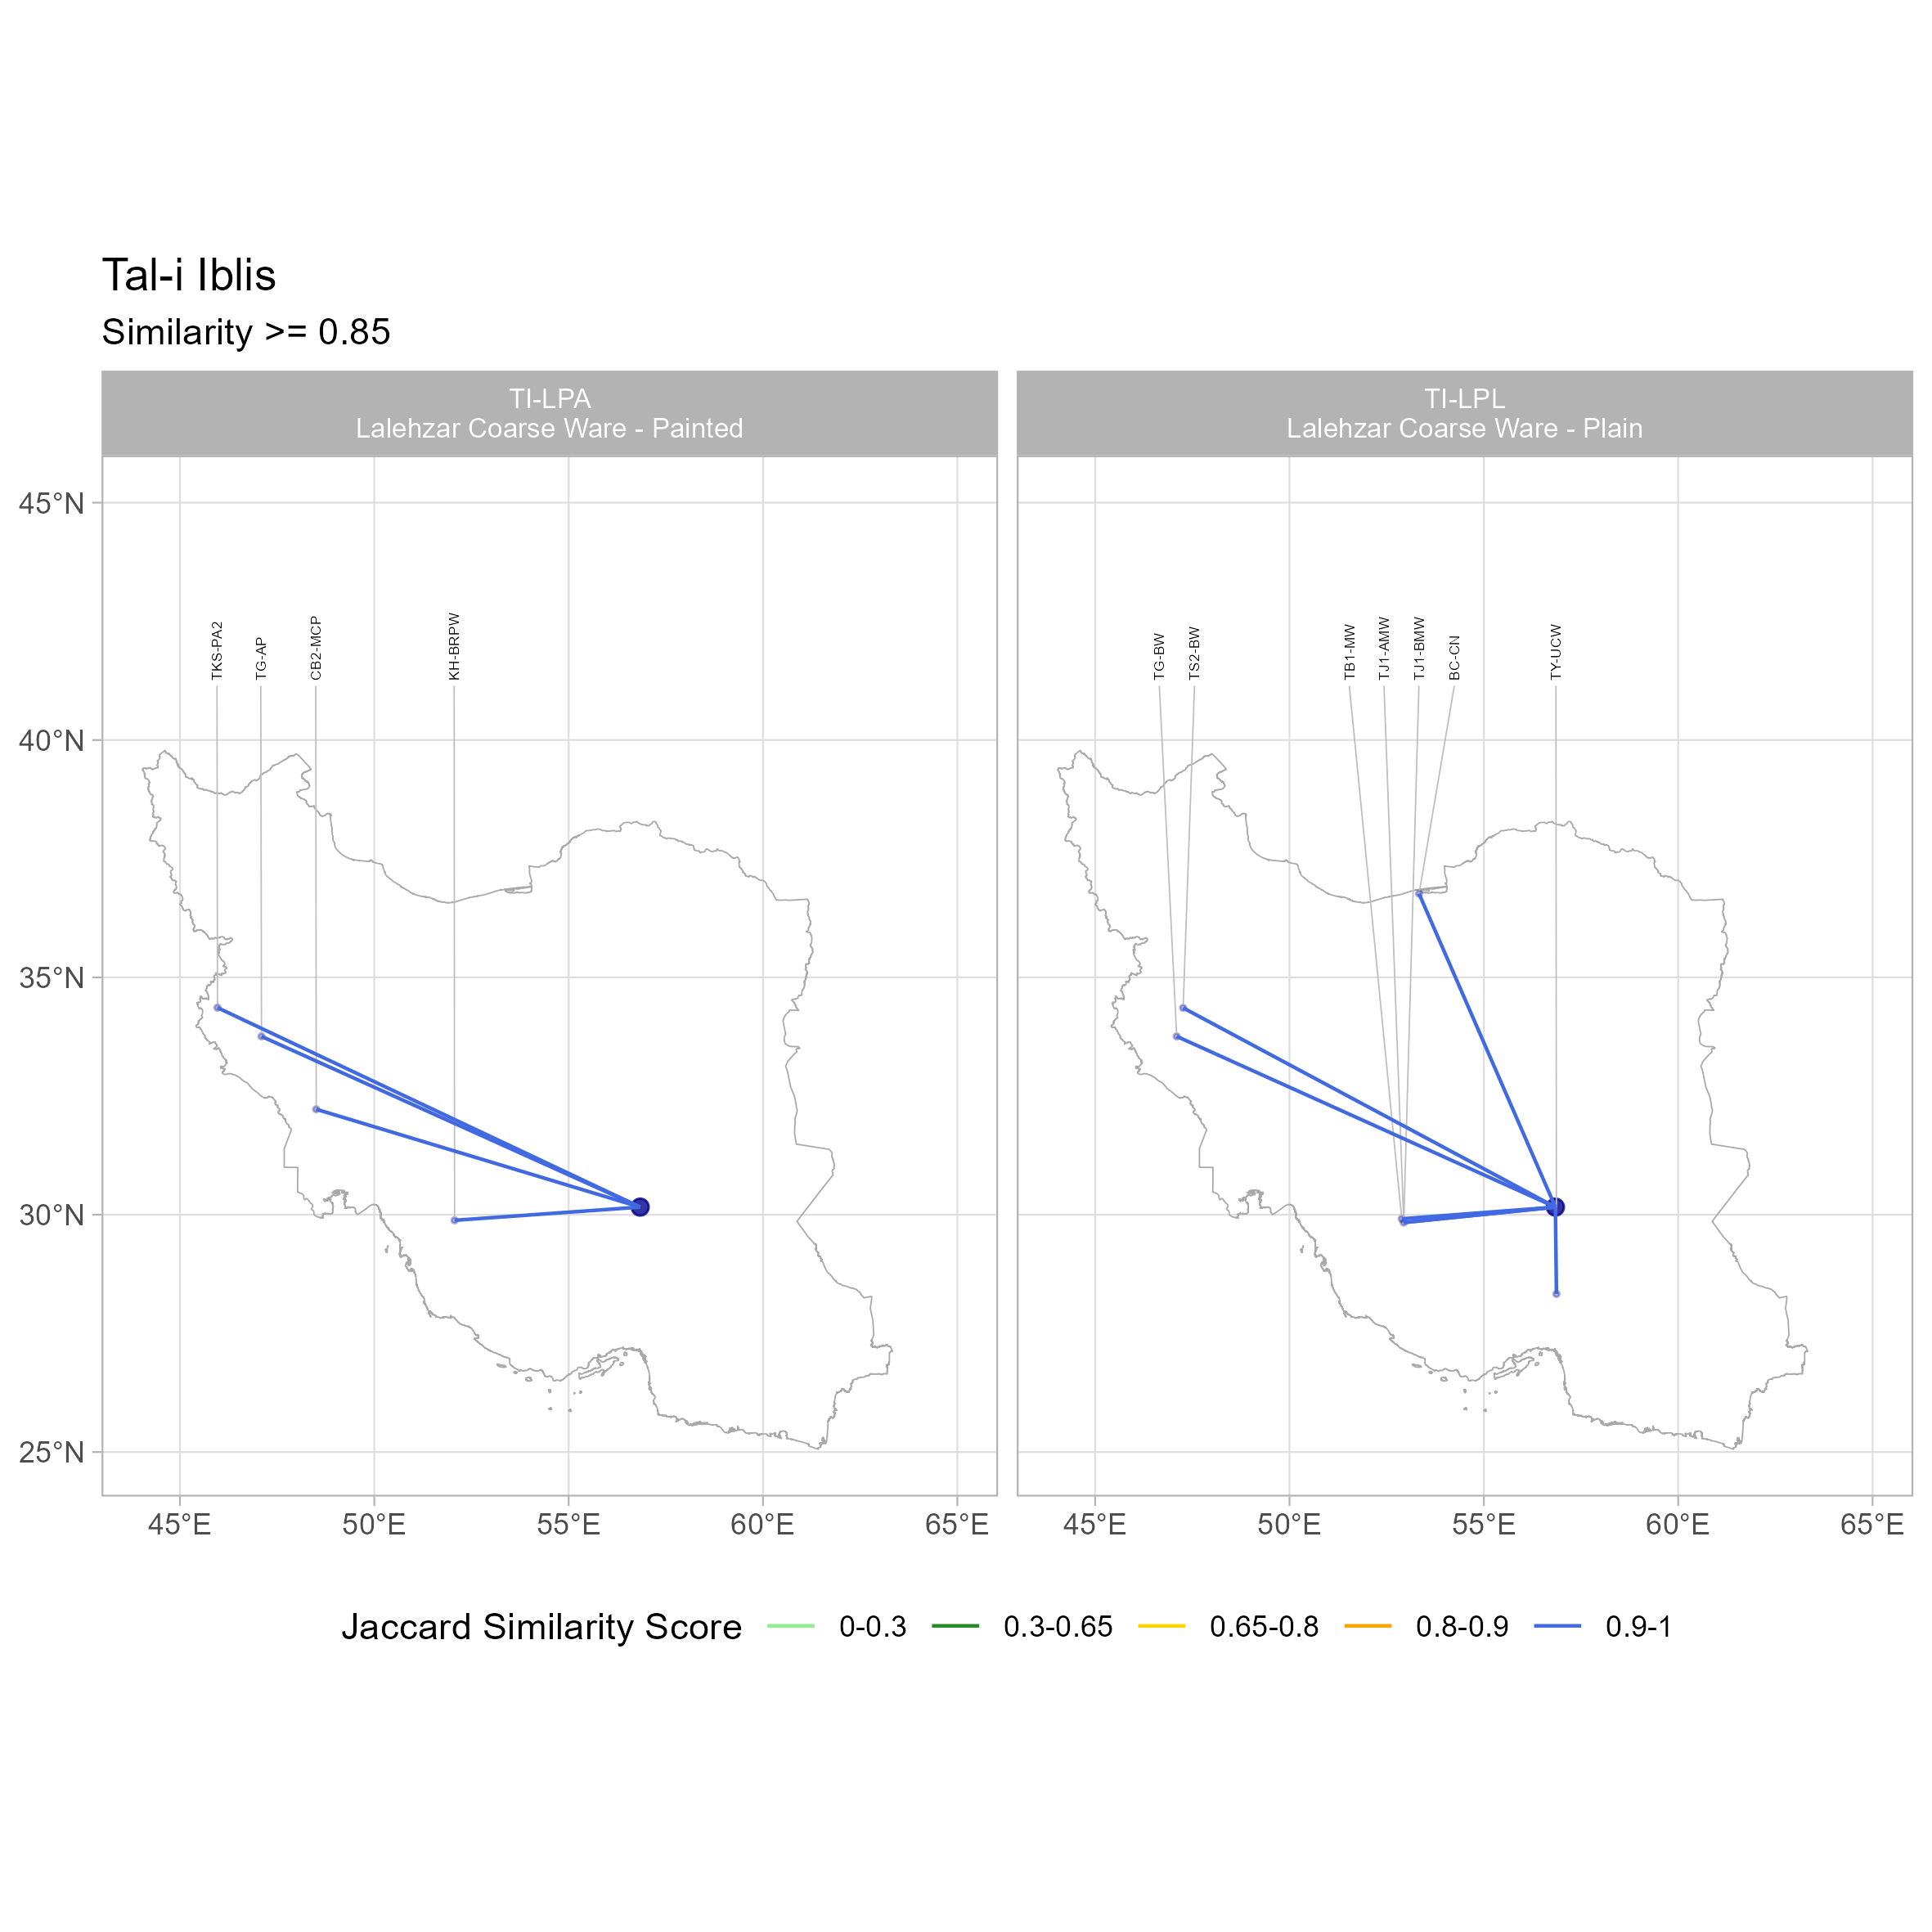 Tal-i Iblis
Similarity >= 0.85
TI-LPA
Lalehzar Coarse Ware - Painted
TI-LPL
Lalehzar Coarse Ware - Plain
45°N
40°N
35°N
30°N
25°N
TKS-PA2
TG-AP
CB2-MCP
KH-BRPW
TG-BW
TS2-BW
TB1-MW
TJ1-AMW
TJ1-BMW
BC-CN
TY-UCW
45°E 50°E 55°E 60°E 65°E
45°E 50°E 55°E 60°E 65°E
Jaccard Similarity Score 0-0.3 0.3-0.65 0.65-0.8 0.8-0.9 0.9-1